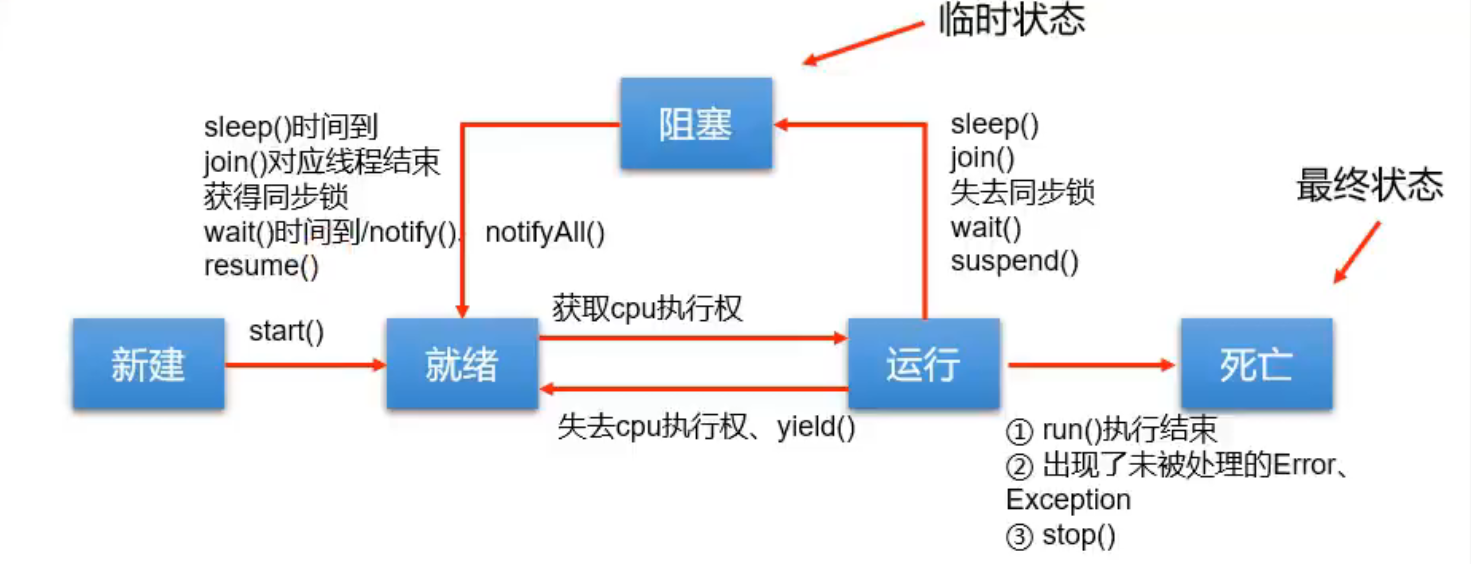 临时状态
阻塞
sleep()时间到
join()对应线程结束
获得同步锁
wait()时间到/notify()、notifyAll()
resume()
sleep()
join()
失去同步锁
wait()
suspend()
最终状态
新建
start()
就绪
获取cpu执行权
失去cpu执行权、yield()
运行
死亡
① run()执行结束
② 出现了未被处理的Error、
Exception
③ stop()